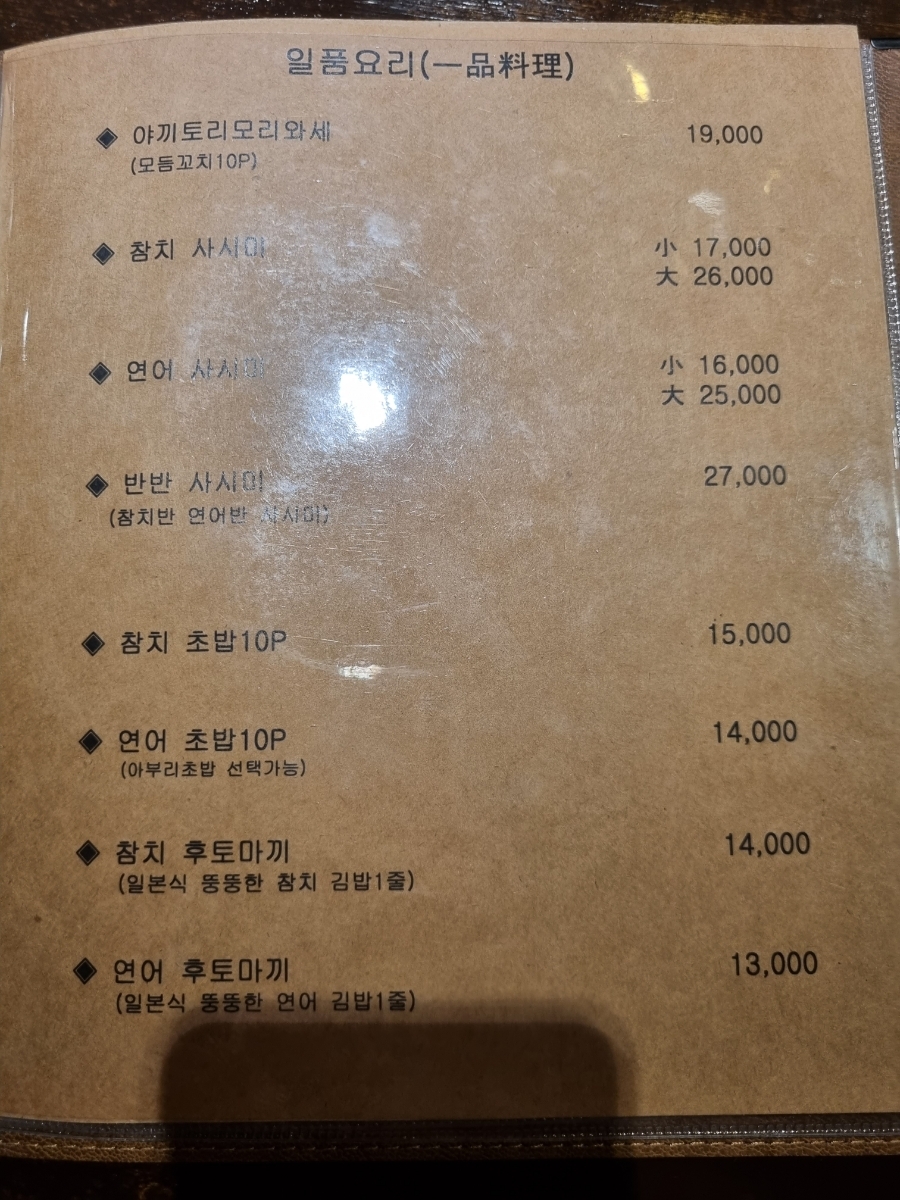 일품요리(一品料理)
◈ 야끼토리모리와세 19,000
(모듬꼬치10P)
◈ 참치 사시미 小 17,000
大 26,000
◈ 연어 사시미 小 16,000
大 25,000
◈ 반반 사시미 27,000
(참치반 연어반 사시미)
◈ 참치 초밥10P 15,000
◈ 연어 초밥10P 14,000
(아부리초밥 선택가능)
◈ 참치 후토마끼 14,000
(일본식 뚱뚱한 참치 김밥1줄)
◈ 연어 후토마끼 13,000
(일본식 뚱뚱한 연어 김밥1줄)